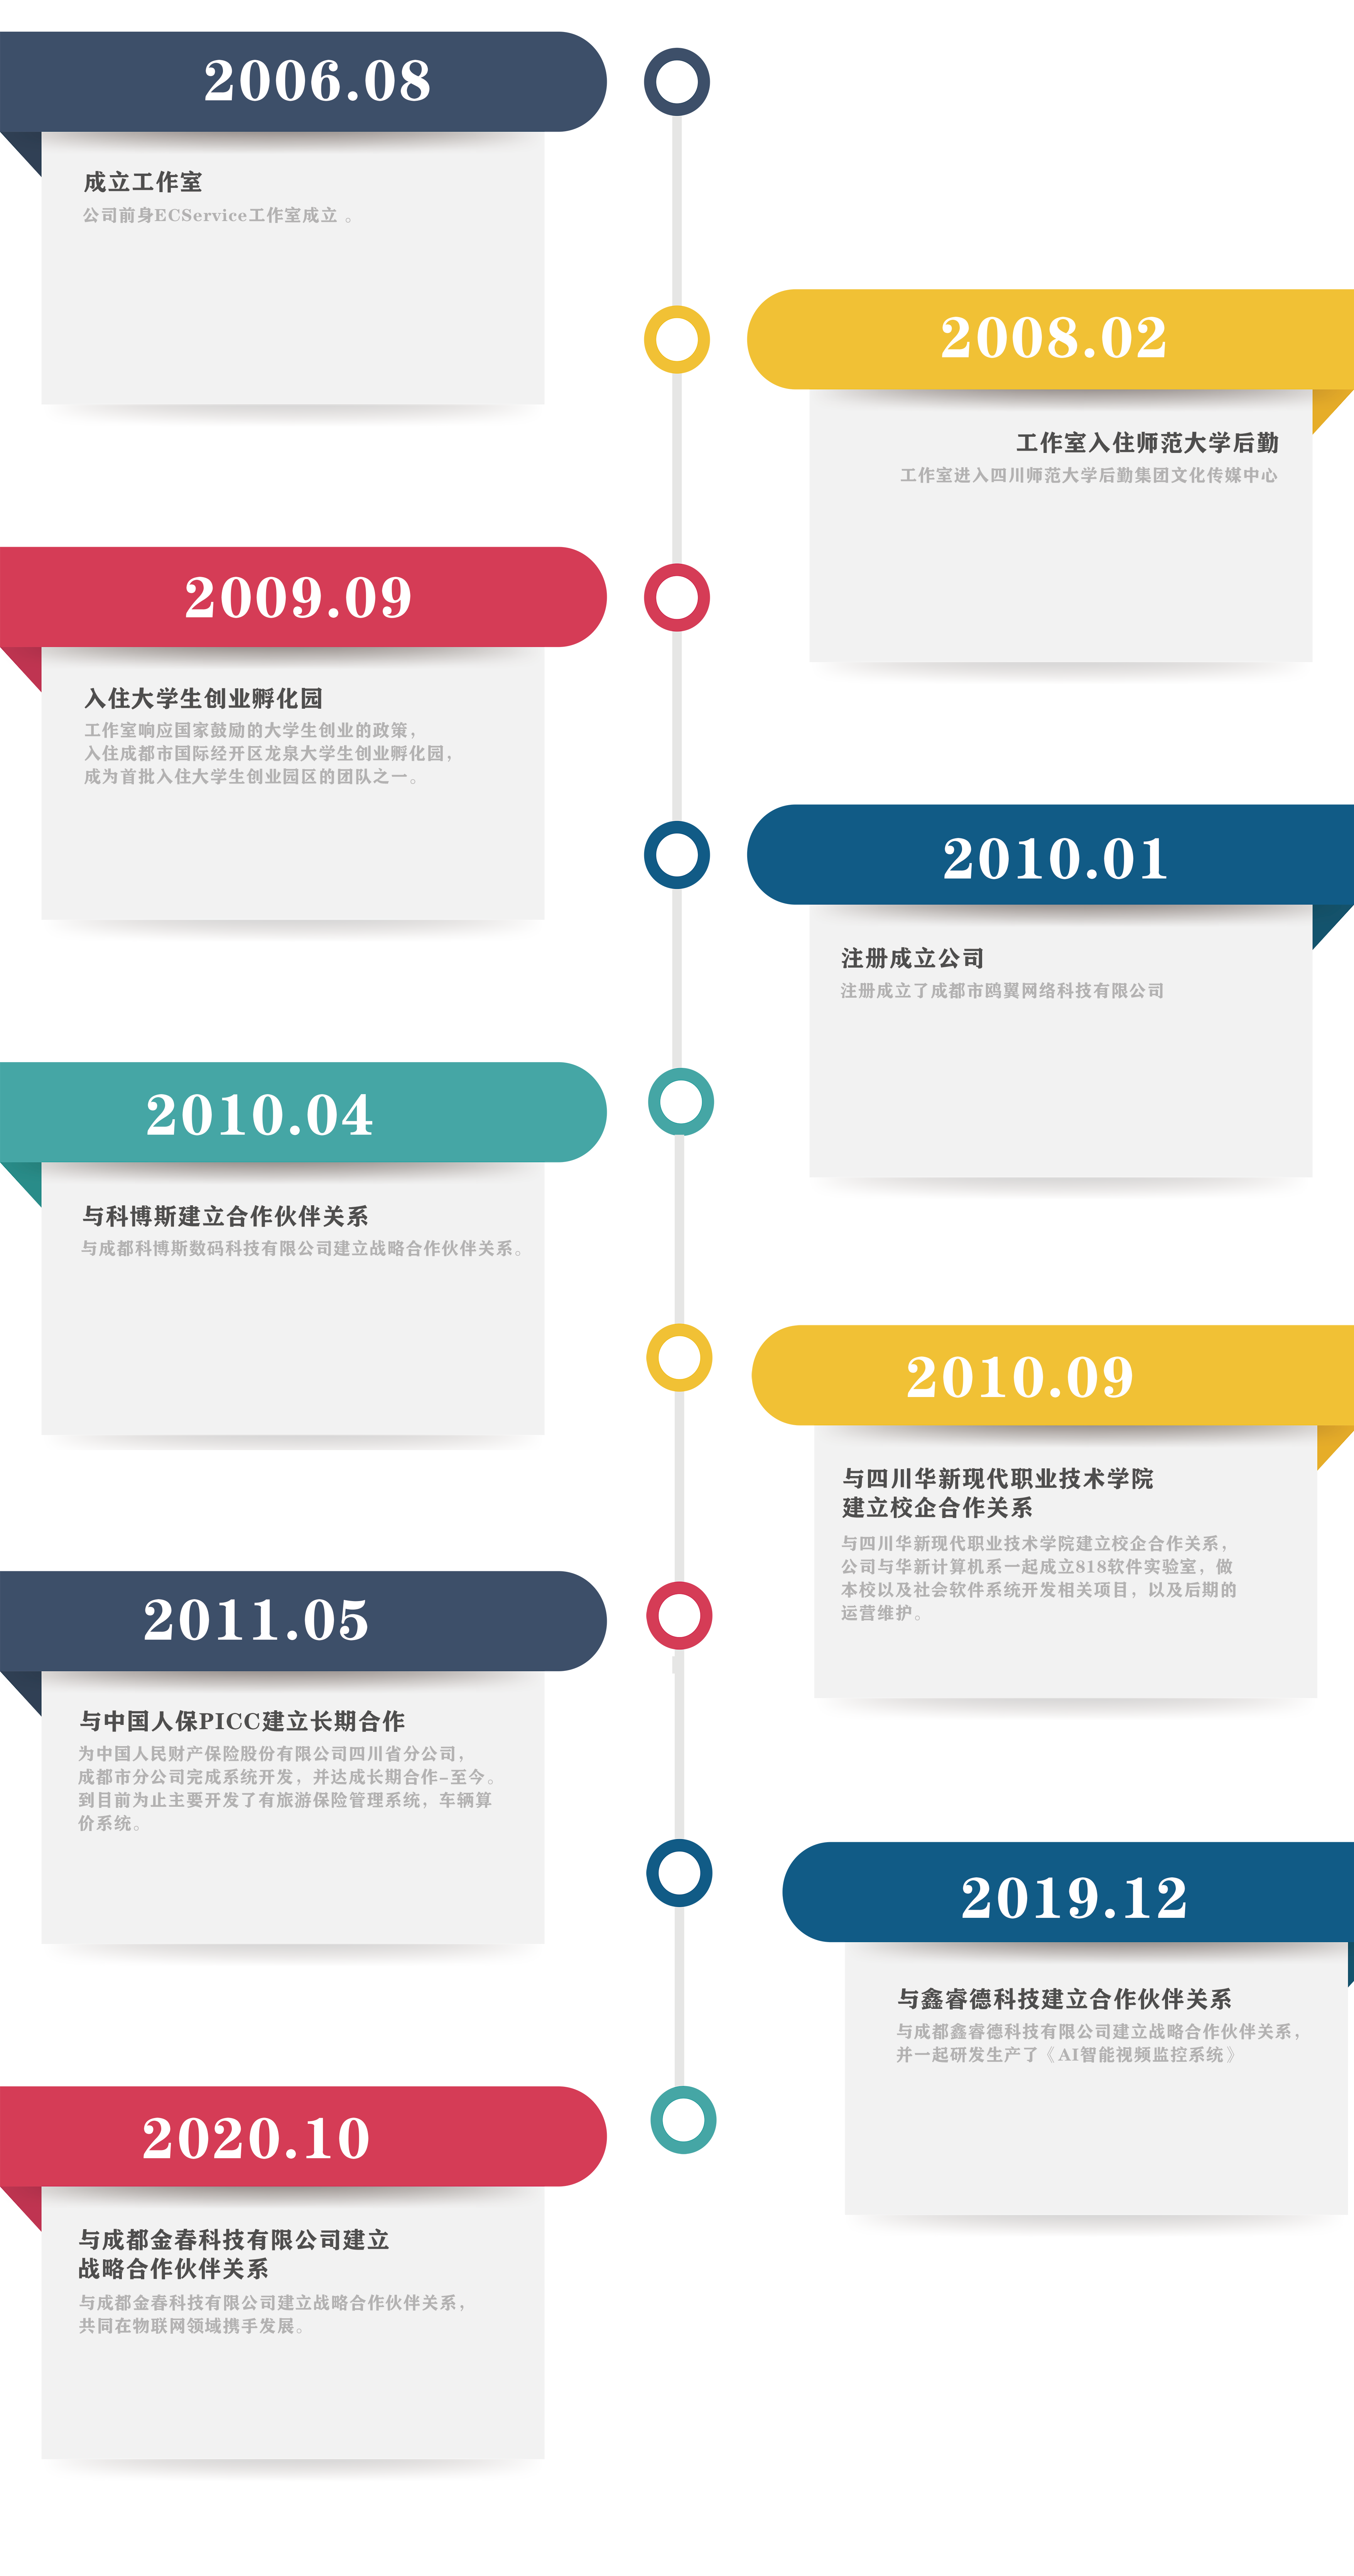 2006.08
成立工作室
公司前身ECService工作室成立 。
2008.02
工作室入住师范大学后勤
工作室进入四川师范大学后勤集团文化传媒中心
2009.09
入住大学生创业孵化园
工作室响应国家鼓励的大学生创业的政策，
入住成都市国际经开区龙泉大学生创业孵化园，
成为首批入住大学生创业园区的团队之一。
2010.01
注册成立公司
注册成立了成都市鸥翼网络科技有限公司
2010.04
与科博斯建立合作伙伴关系
与成都科博斯数码科技有限公司建立战略合作伙伴关系。
2010.09
与四川华新现代职业技术学院
建立校企合作关系
与四川华新现代职业技术学院建立校企合作关系，
公司与华新计算机系一起成立818软件实验室，做
本校以及社会软件系统开发相关项目，以及后期的
运营维护。
2011.05
与中国人保PICC建立长期合作
为中国人民财产保险股份有限公司四川省分公司，
成都市分公司完成系统开发，并达成长期合作-至今。
到目前为止主要开发了有旅游保险管理系统，车辆算
价系统。
2019.12
与鑫睿德科技建立合作伙伴关系
与成都鑫睿德科技有限公司建立战略合作伙伴关系，
并一起研发生产了《AI智能视频监控系统》
2020.10
与成都金春科技有限公司建立
战略合作伙伴关系
与成都金春科技有限公司建立战略合作伙伴关系，
共同在物联网领域携手发展。